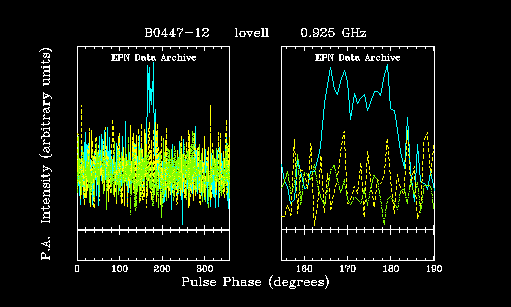 B0447-12 lovell 0.925 GHz
EPN Data Archive EPN Data Archive
P.A. Intensity (arbitrary units)
0 100 200 300 160 170 180 190
Pulse Phase (degrees)